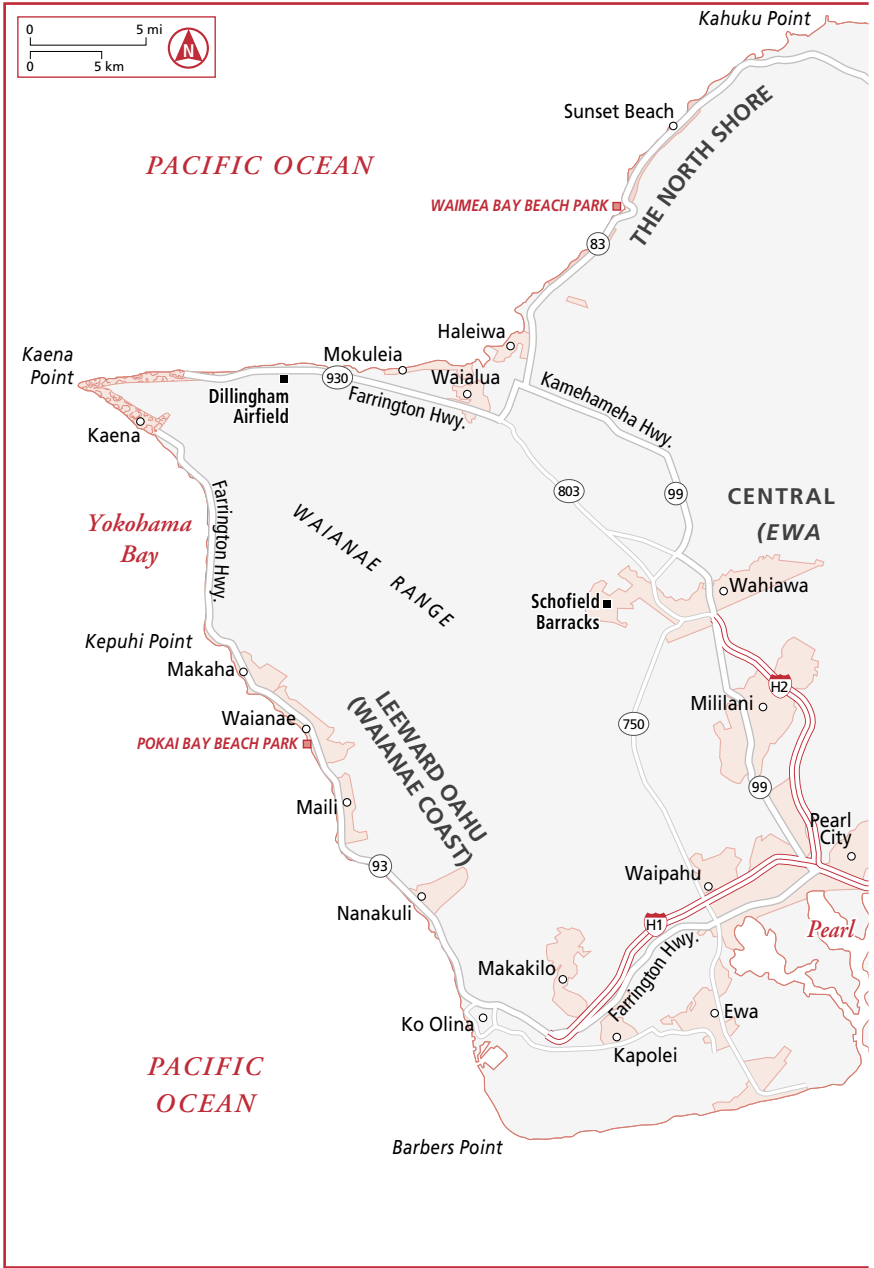 0 5 mi
0 5 km
N
Kahuku Point
Sunset Beach
PACIFIC OCEAN
THE NORTH SHORE
WAIMEA BAY BEACH PARK
83
Haleiwa
Kaena
Point
Mokuleia
930
Waialua
Dillingham
Airfield
Farrington Hwy.
Kamehameha Hwy.
Kaena
803
99
CENTRAL
(EWA
Yokohama
Bay
Farrington Hwy.
WAIANAE RANGE
Wahiawa
Schofield
Barracks
Kepuhi Point
Makaha
H2
Mililani
Waianae
POKAI BAY BEACH PARK
LEEWARD OAHU
(WAIANAE COAST)
750
Maili
99
Pearl
City
93
Waipahu
Nanakuli
H1
Pearl
Farrington Hwy.
Makakilo
Ko Olina
Ewa
Kapolei
PACIFIC
OCEAN
Barbers Point